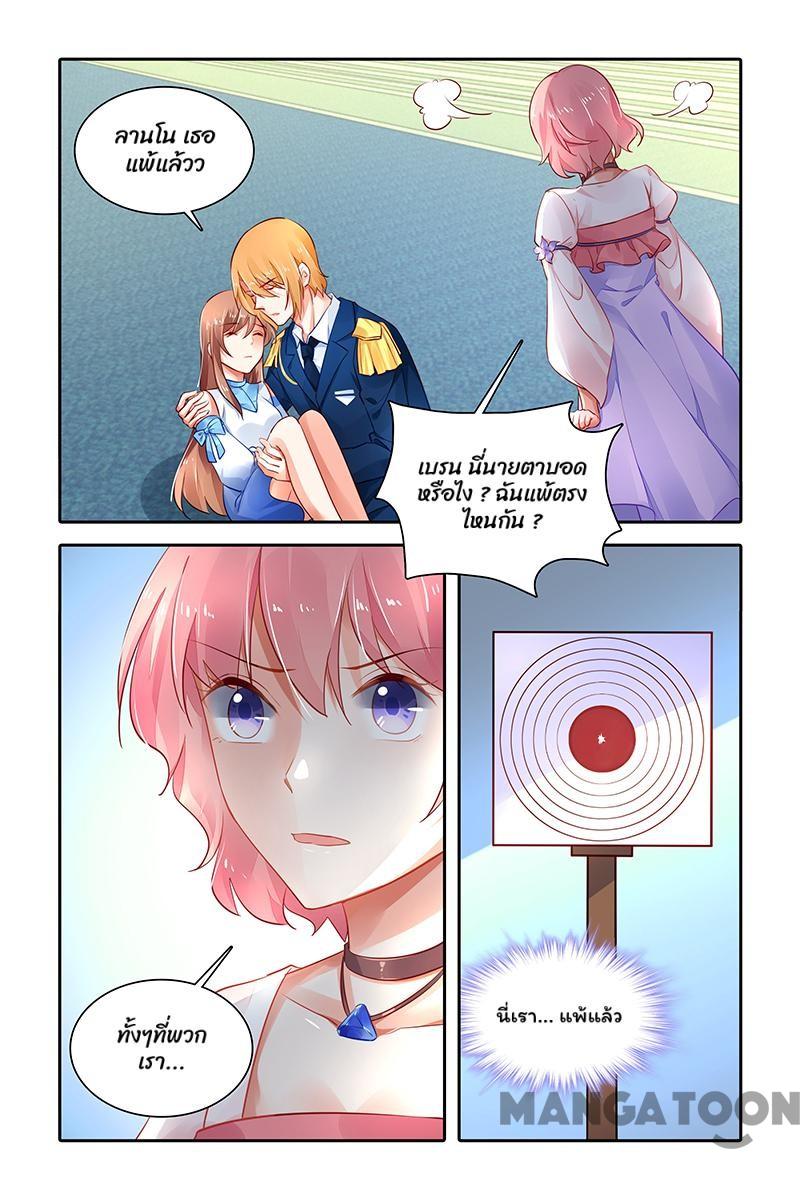 ลานโน เธอ
แพ้แล้วว
เบรน นี่นายตาบอด
หรือไง ? ฉันแพ้ตรง
ไหนกัน ?
ทั้งๆที่พวก
เรา...
นี่เรา... แพ้แล้ว
MANGATOON